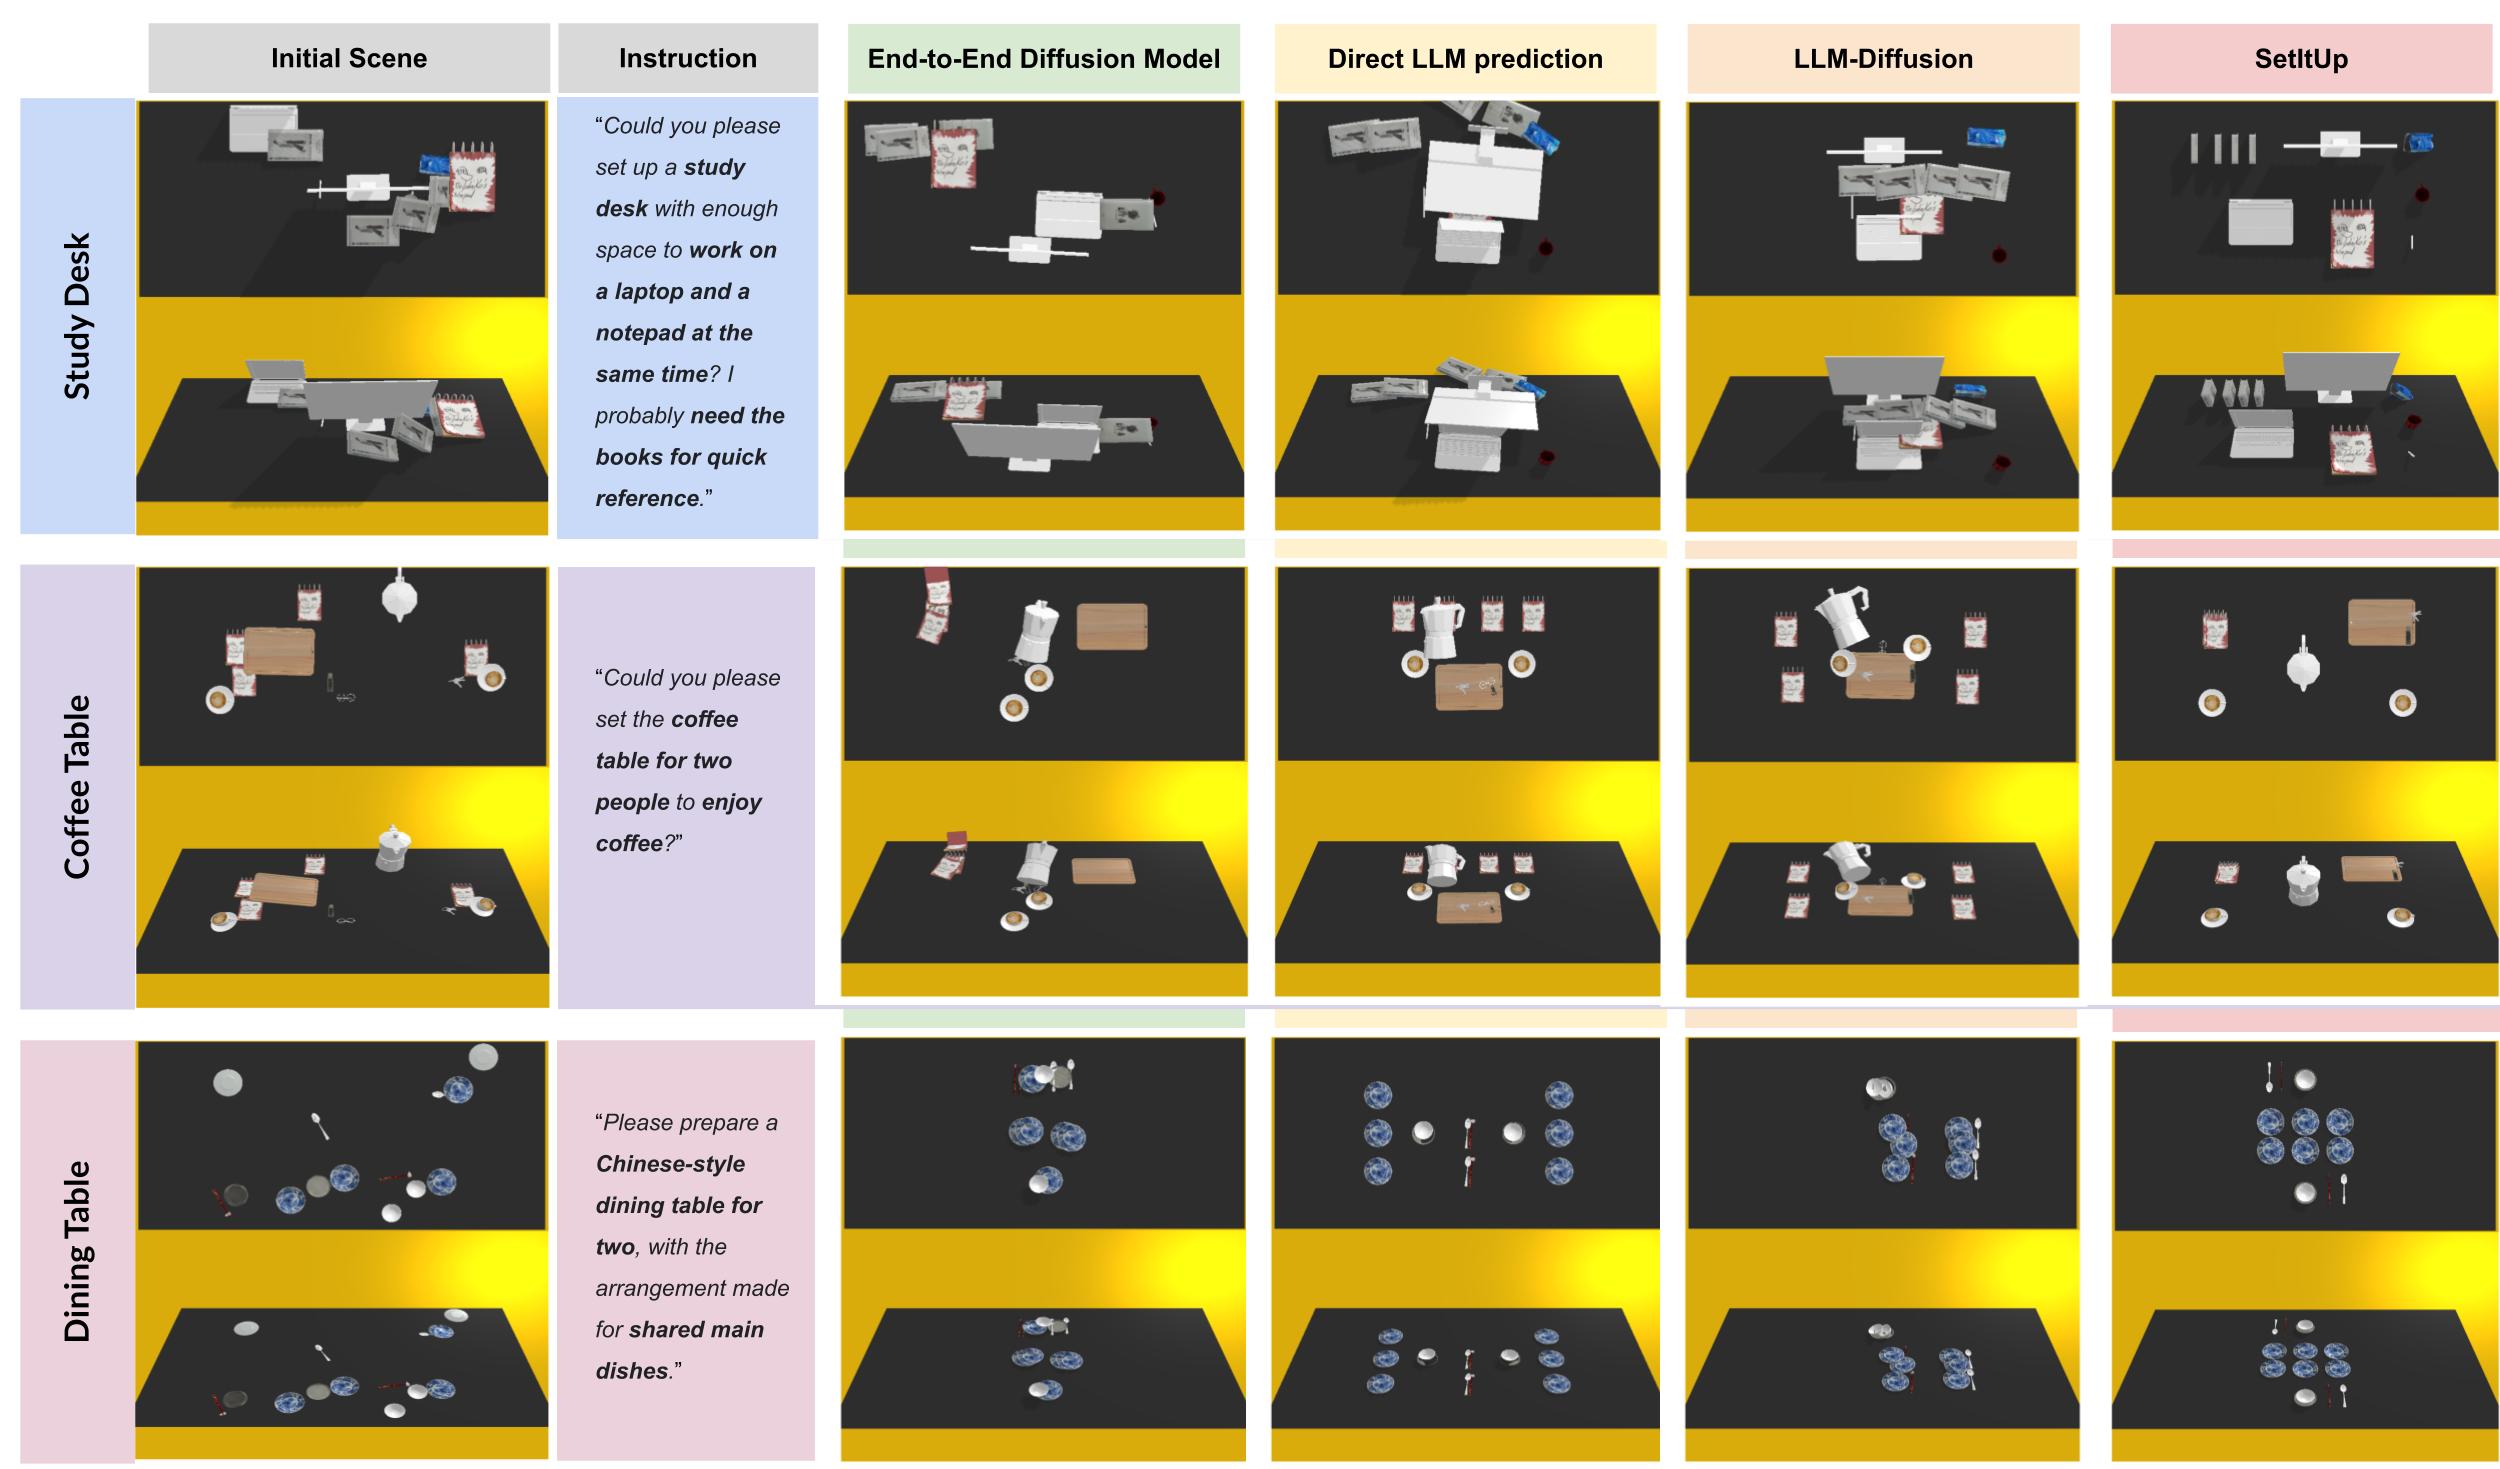 Initial Scene
Instruction
End-to-End Diffusion Model
Direct LLM prediction
LLM-Diffusion
SetItUp
Study Desk
“Could you please
set up a study
desk with enough
space to work on
a laptop and a
notepad at the
same time? I
probably need the
books for quick
reference.”
Coffee Table
“Could you please
set the coffee
table for two
people to enjoy
coffee?”
Dining Table
“Please prepare a
Chinese-style
dining table for
two, with the
arrangement made
for shared main
dishes.”